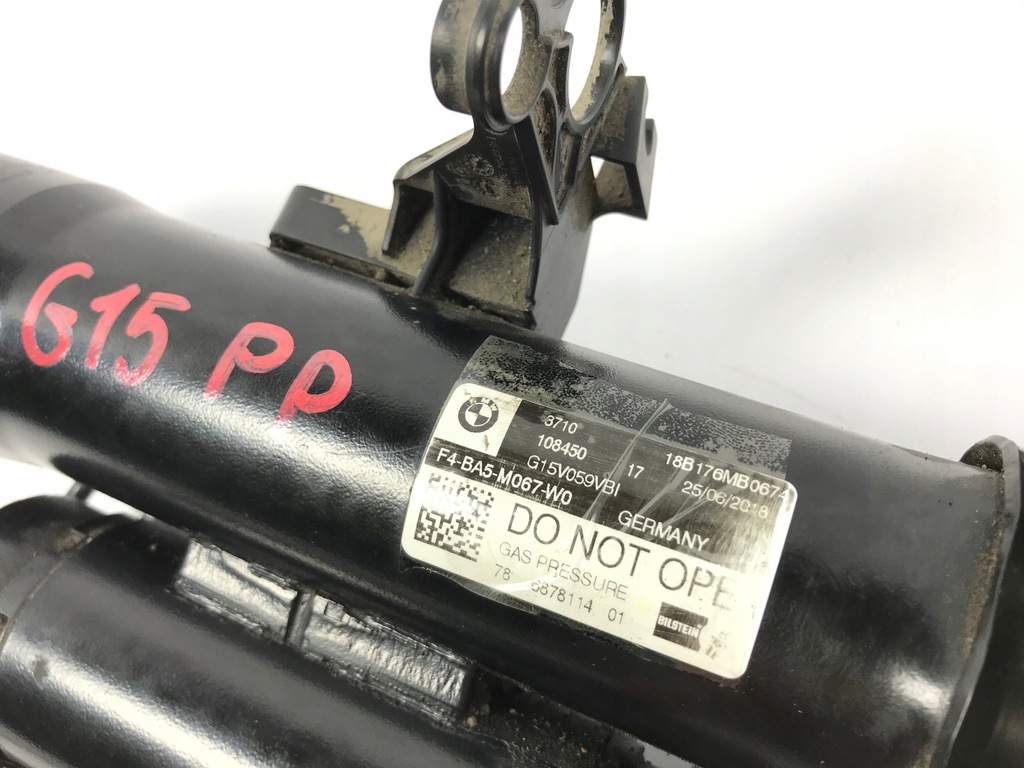 G15 PP
BMW
3710
108450 17 18B176MB0674
G15V059VBI 25/06/2018
F4-BA5-M067-W0 GERMANY
DO NOT OPE
GAS PRESSURE
78 6878114 01
BILSTEIN